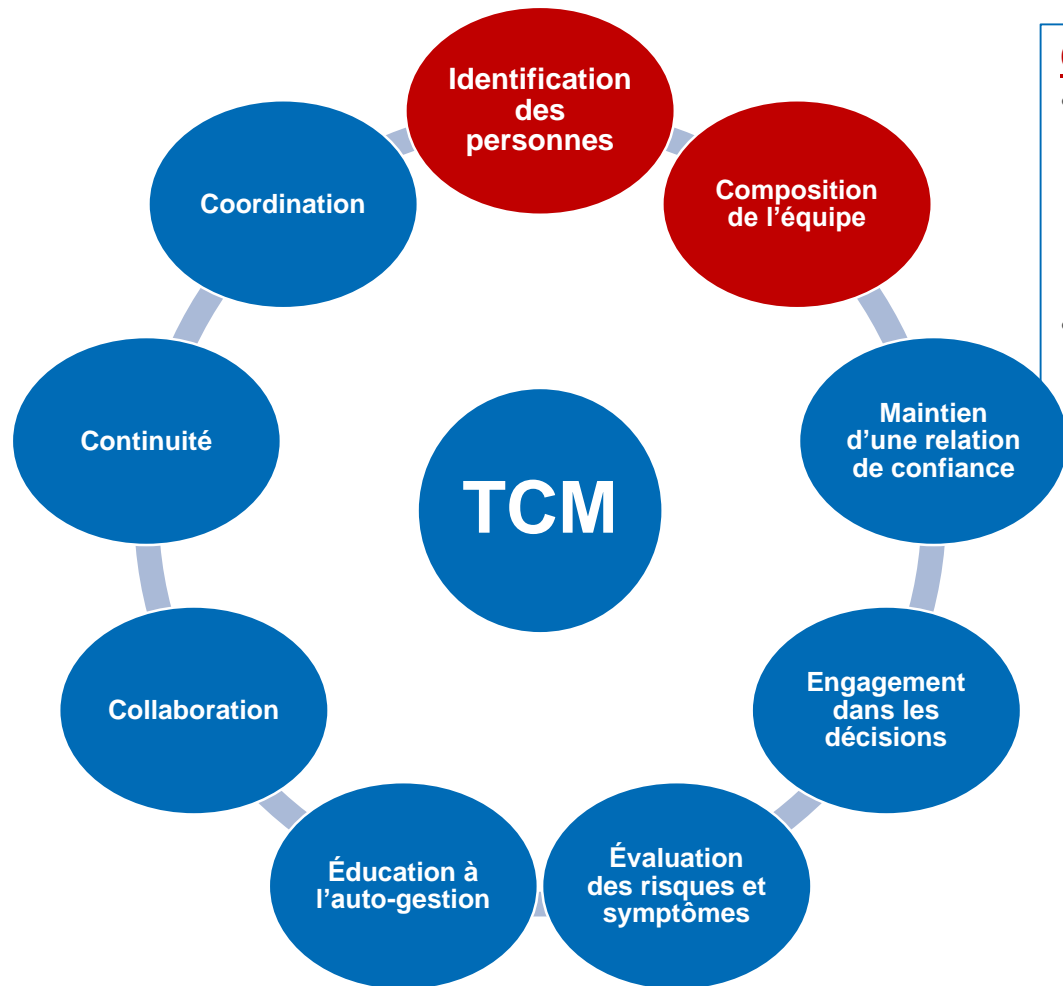 Identification
des
personnes
Composition
de l’équipe
Maintien
d’une relation
de confiance
Engagement
dans les
décisions
Évaluation
des risques et
symptômes
Éducation à
l’auto-gestion
Collaboration
Continuité
Coordination
TCM